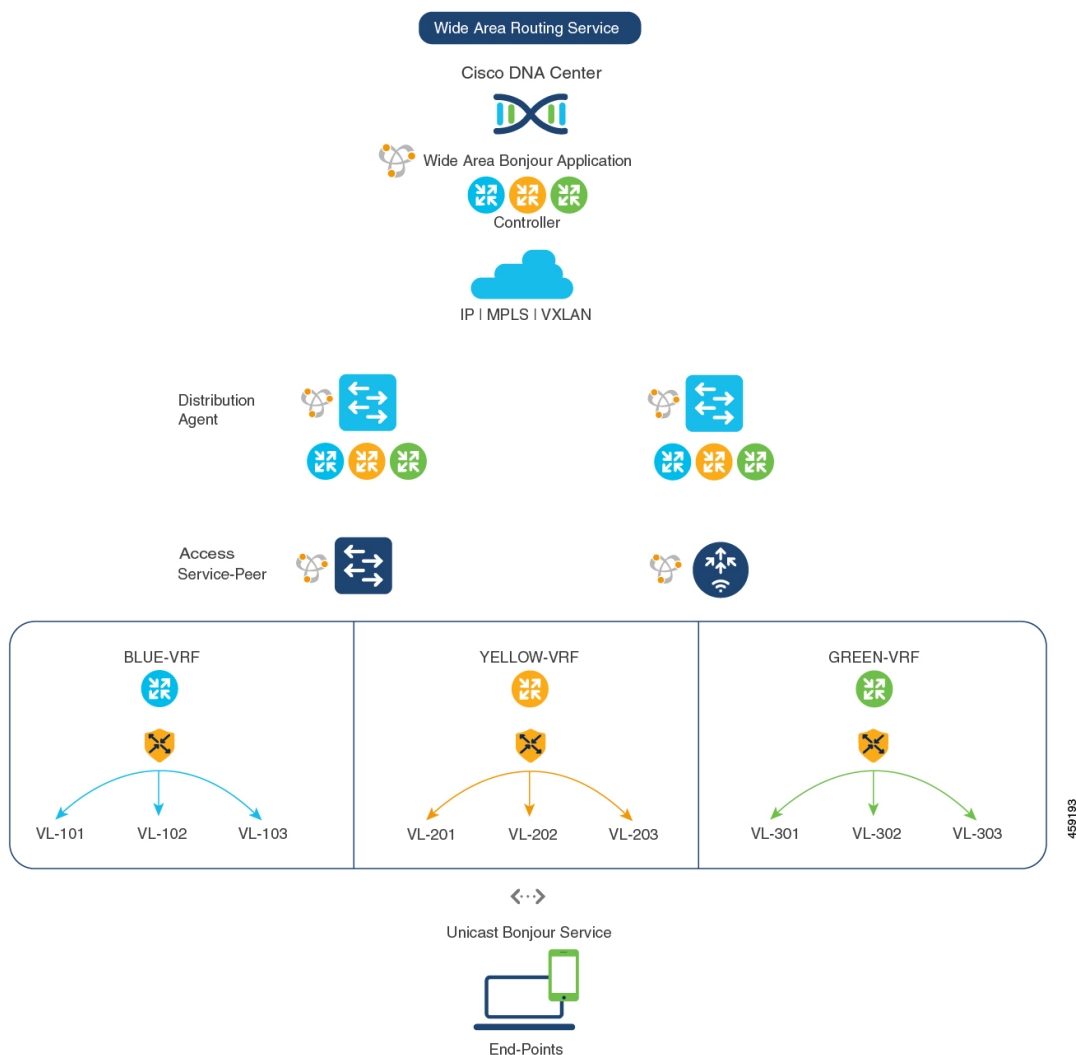 Wide Area Routing Service
Cisco DNA Center
Wide Area Bonjour Application
Controller
IP | MPLS | VXLAN
Distribution
Agent
Access
Service-Peer
BLUE-VRF
YELLOW-VRF
GREEN-VRF
VL-101
VL-102
VL-103
VL-201
VL-202
VL-203
VL-301
VL-302
VL-303
459193
Unicast Bonjour Service
End-Points